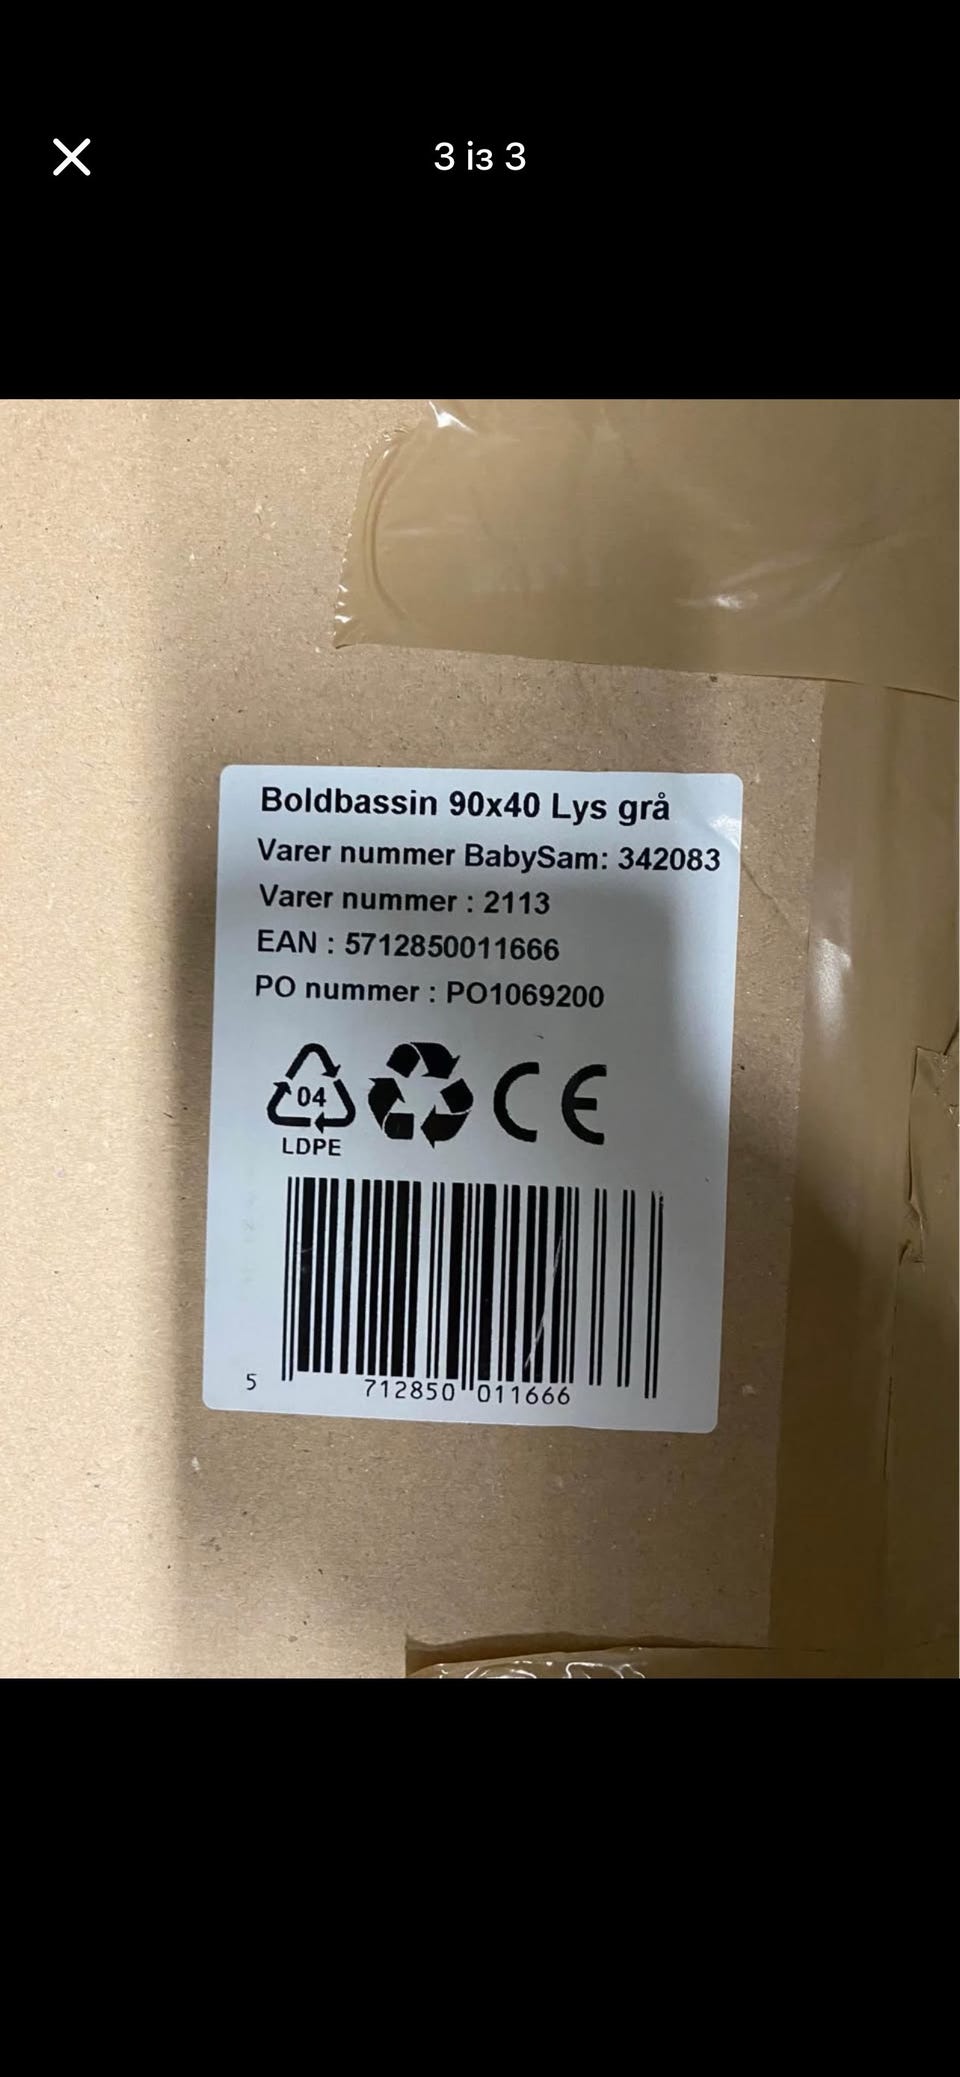 3 із 3
Boldbassin 90x40 Lys grå
Varer nummer BabySam: 342083
Varer nummer : 2113
EAN : 5712850011666
PO nummer : PO1069200
04
LDPE
CE
5 712850 011666